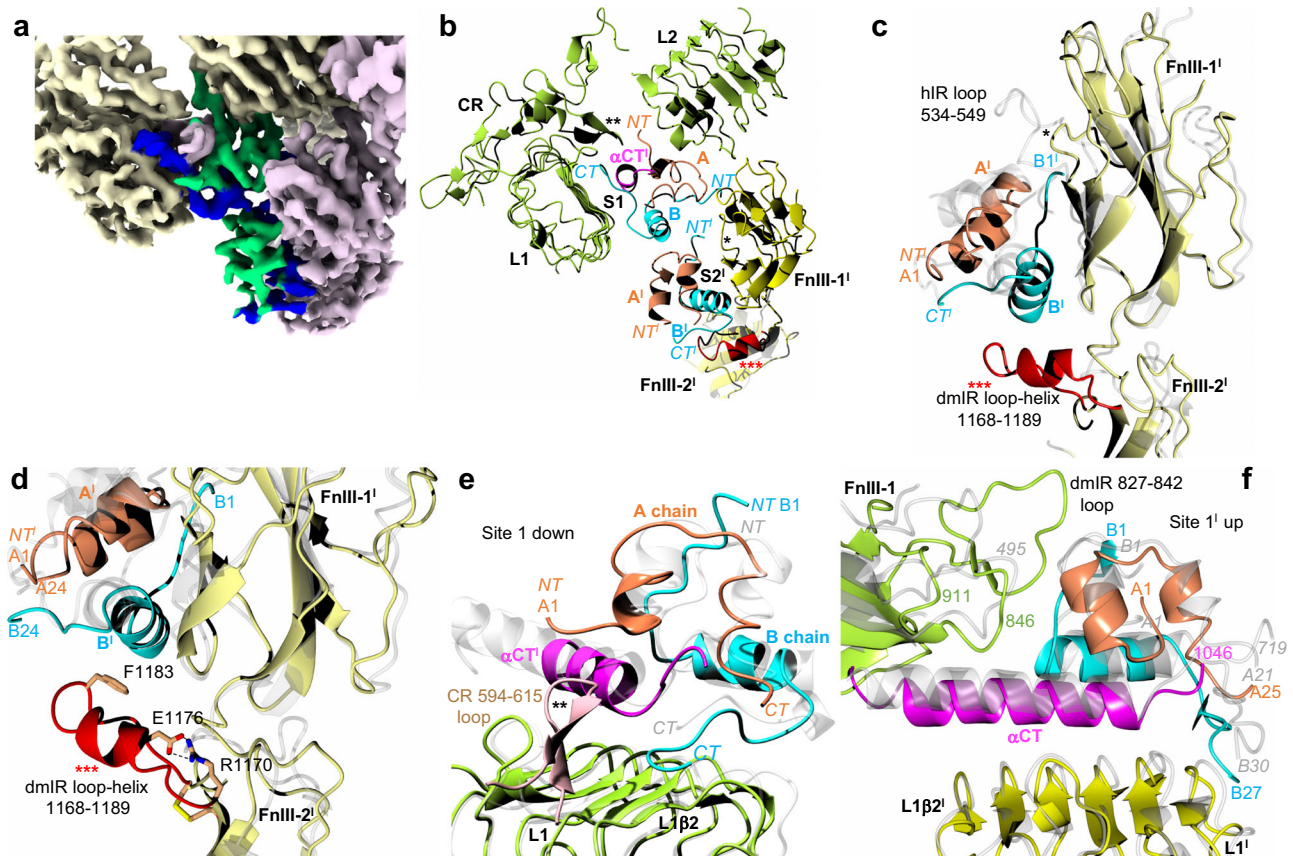 a
b
L2
CR
**
NT
αCTᴵ
A
CT
NT
S1
B
NTᴵ
*
L1
S2ᴵ
FnIII-1ᴵ
Aᴵ
NTᴵ
Bᴵ
CTᴵ
***
FnIII-2ᴵ
c
FnIII-1ᴵ
hIR loop
534-549
*
Aᴵ
B1ᴵ
NTᴵ
A1
CTᴵ
Bᴵ
***
FnIII-2ᴵ
dmIR loop-helix
1168-1189
d
Aᴵ
B1
FnIII-1ᴵ
NTᴵ
A1
A24
B24
Bᴵ
F1183
E1176
***
R1170
dmIR loop-helix
1168-1189
FnIII-2ᴵ
e
A chain
NT B1
Site 1 down
NT
NT
A1
αCTᴵ
B chain
CR 594-615
loop
**
CT
CT
CT
L1
L1β2
f
FnIII-1
dmIR 827-842
loop
Site 1ᴵ up
B1
B1
495
911
846
A1
A1
1046
719
A21
A25
αCT
B30
B27
L1β2ᴵ
L1ᴵ